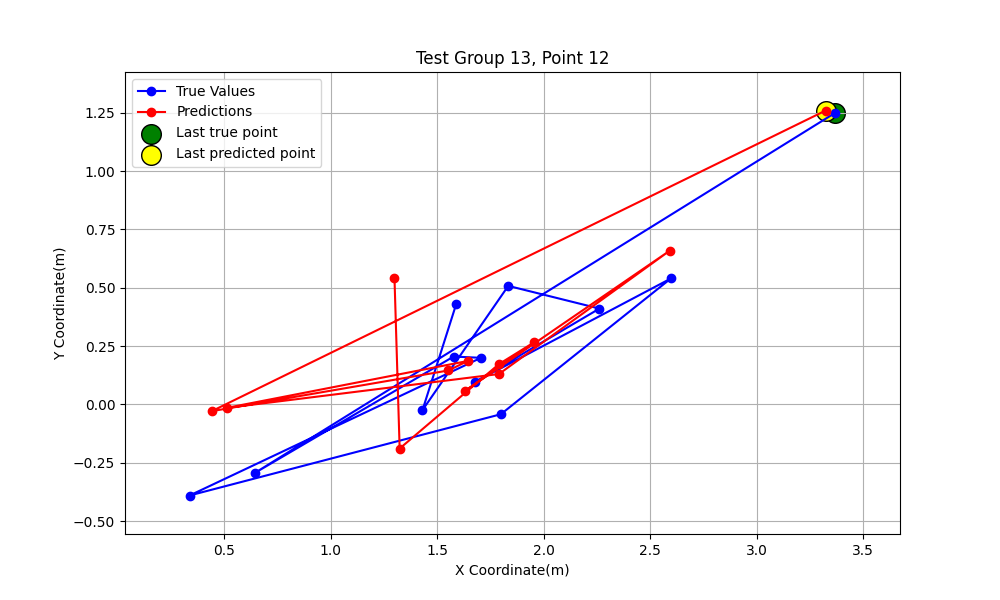 Test Group 13, Point 12
True Values
Predictions
Last true point
Last predicted point
1.25
1.00
0.75
0.50
0.25
0.00
−0.25
−0.50
Y Coordinate(m)
0.5 1.0 1.5 2.0 2.5 3.0 3.5
X Coordinate(m)